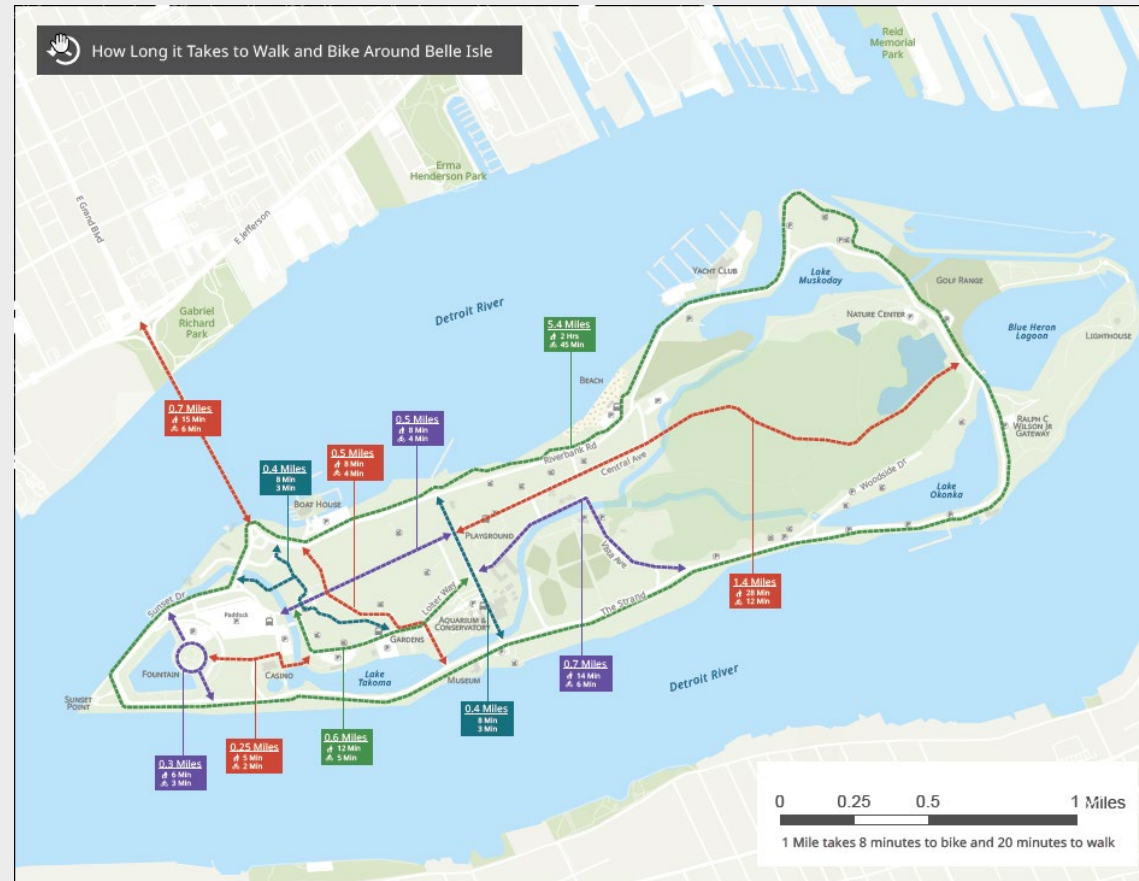 How Long it Takes to Walk and Bike Around Belle Isle
Reid
Memorial
Park
Erma
Henderson Park
E Grand Blvd
E Jefferson
Gabriel
Richard
Park
Detroit River
YACHT CLUB
Lake
Muskoday
GOLF RANGE
NATURE CENTER
Blue Heron
Lagoon
LIGHTHOUSE
5.4 Miles
2 Hrs
45 Min
BEACH
0.7 Miles
15 Min
6 Min
0.5 Miles
8 Min
4 Min
0.5 Miles
8 Min
4 Min
0.4 Miles
8 Min
3 Min
Riverbank Rd
Central Ave
RALPH C
WILSON JR
GATEWAY
Woodside Dr
Lake
Okonka
BOAT HOUSE
PLAYGROUND
Vista Ave
Loiter Way
The Strand
1.4 Miles
28 Min
12 Min
Sunset Dr
Paddock
AQUARIUM &
CONSERVATORY
GARDENS
FOUNTAIN
CASINO
Lake
Takoma
MUSEUM
SUNSET
POINT
0.7 Miles
14 Min
6 Min
Detroit River
0.4 Miles
8 Min
3 Min
0.6 Miles
12 Min
5 Min
0.25 Miles
5 Min
2 Min
0.3 Miles
6 Min
3 Min
0 0.25 0.5 1 Miles
1 Mile takes 8 minutes to bike and 20 minutes to walk